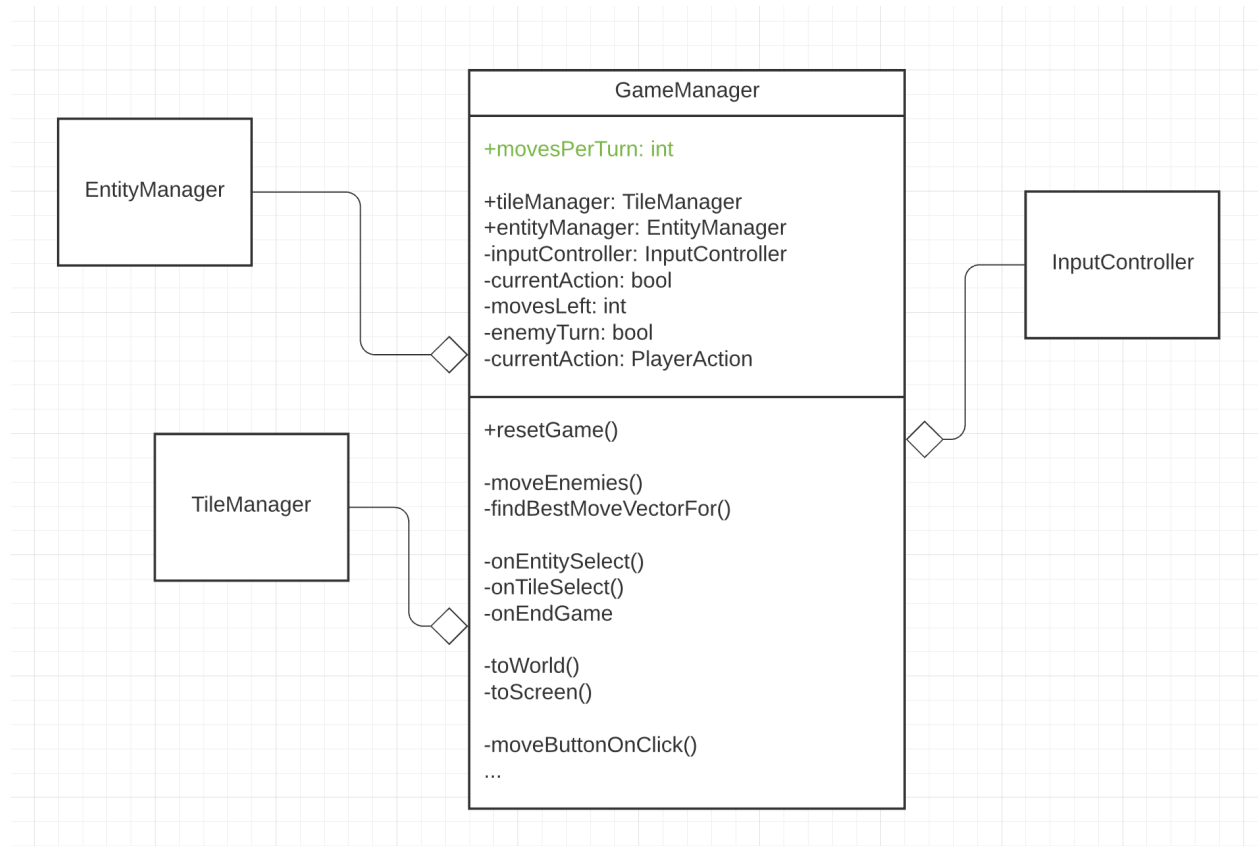 GameManager
+movesPerTurn: int
+tileManager: TileManager
+entityManager: EntityManager
-inputController: InputController
-currentAction: bool
-movesLeft: int
-enemyTurn: bool
-currentAction: PlayerAction
+resetGame()
-moveEnemies()
-findBestMoveVectorFor()
-onEntitySelect()
-onTileSelect()
-onEndGame
-toWorld()
-toScreen()
-moveButtonOnClick()
...
EntityManager
TileManager
InputController